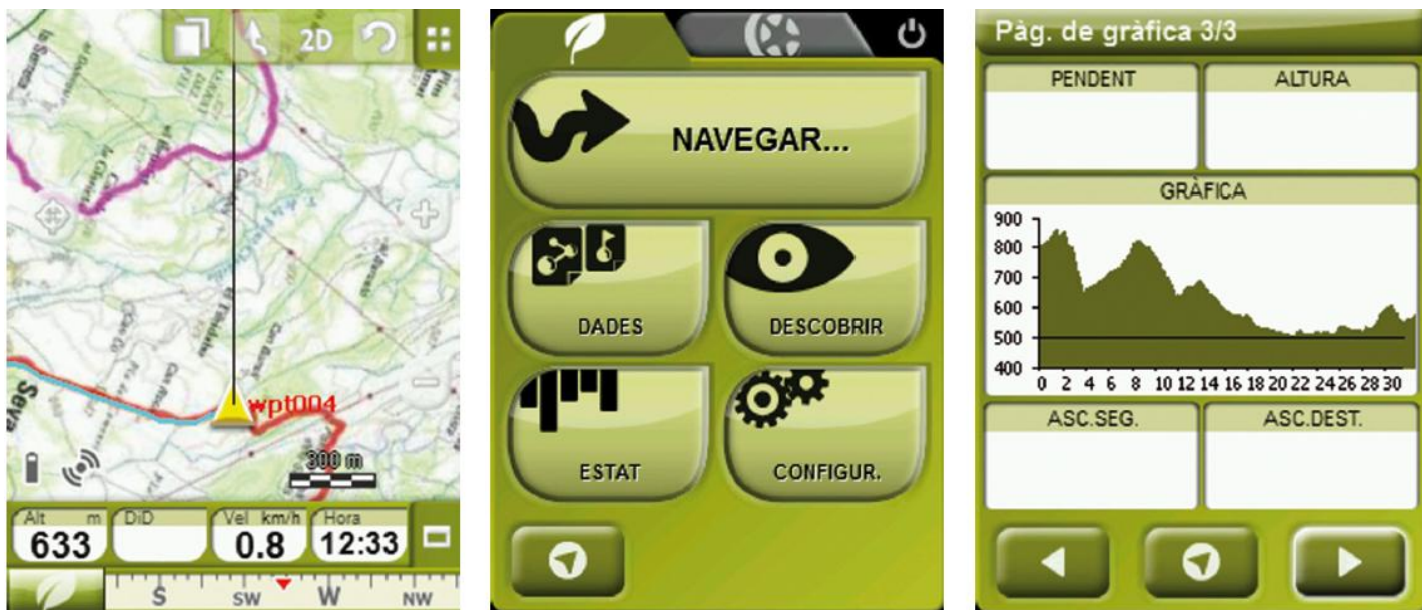 2D
wpt004
300 m
Seva
Alt m
DiD
Vel km/h
Hora
633
0.8
12:33
S
SW
W
NW
NAVEGAR...
DADES
DESCOBRIR
ESTAT
CONFIGUR.
Pàg. de gràfica 3/3
PENDENT
ALTURA
GRÀFICA
900
800
700
600
500
400
0 2 4 6 8 10 12 14 16 18 20 22 24 26 28 30
ASC.SEG.
ASC.DEST.